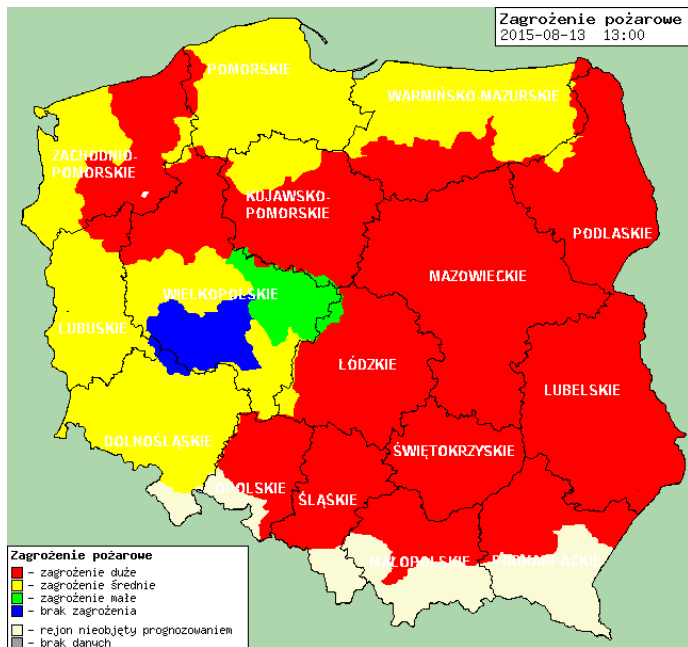 Zagrożenie pożarowe
2015-08-13 13:00
POMORSKIE
WARMIŃSKO-MAZURSKIE
ZACHODNIO-
POMORSKIE
KUJAWSKO-
POMORSKIE
PODLASKIE
MAZOWIECKIE
WIELKOPOLSKIE
LUBUSKIE
ŁÓDZKIE
LUBELSKIE
DOLNOŚLĄSKIE
ŚWIĘTOKRZYSKIE
OPOLSKIE
ŚLĄSKIE
MAŁOPOLSKIE
PODKARPACKIE
Zagrożenie pożarowe
- zagrożenie duże
- zagrożenie średnie
- zagrożenie małe
- brak zagrożenia
- rejon nieobjęty prognozowaniem
- brak danych